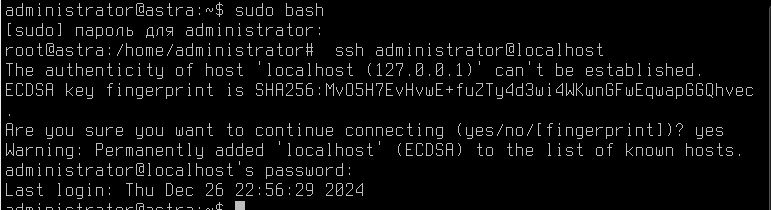 administrator@astra:~$ sudo bash
[sudo] пароль для administrator:
root@astra:/home/administrator#  ssh administrator@localhost
The authenticity of host 'localhost (127.0.0.1)' can't be established.
ECDSA key fingerprint is SHA256:MvO5H7EvHvwE+fuZTy4d3wi4WKwnGFwEqwapGGQhvec
.
Are you sure you want to continue connecting (yes/no/[fingerprint])? yes
Warning: Permanently added 'localhost' (ECDSA) to the list of known hosts.
administrator@localhost's password:
Last login: Thu Dec 26 22:56:29 2024
administrator@astra:~$